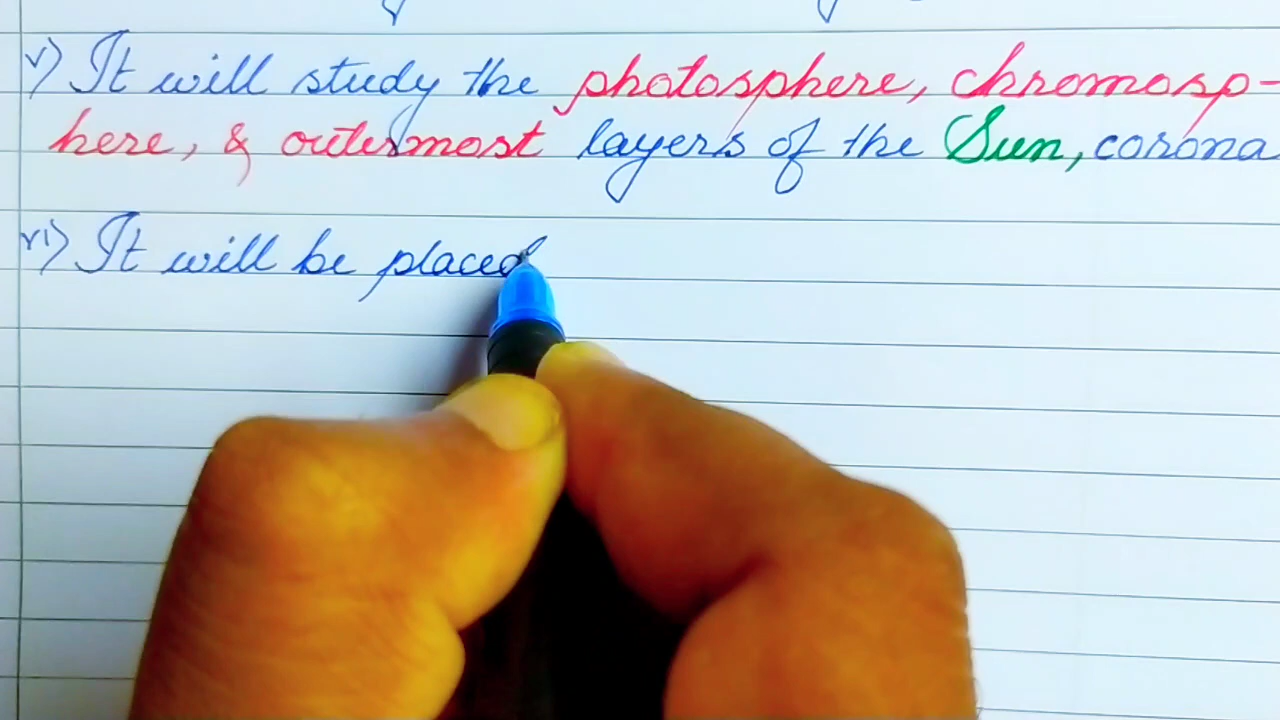 v) It will study the photosphere, chromosp-
here, & outermost layers of the Sun, corona
vi) It will be placed